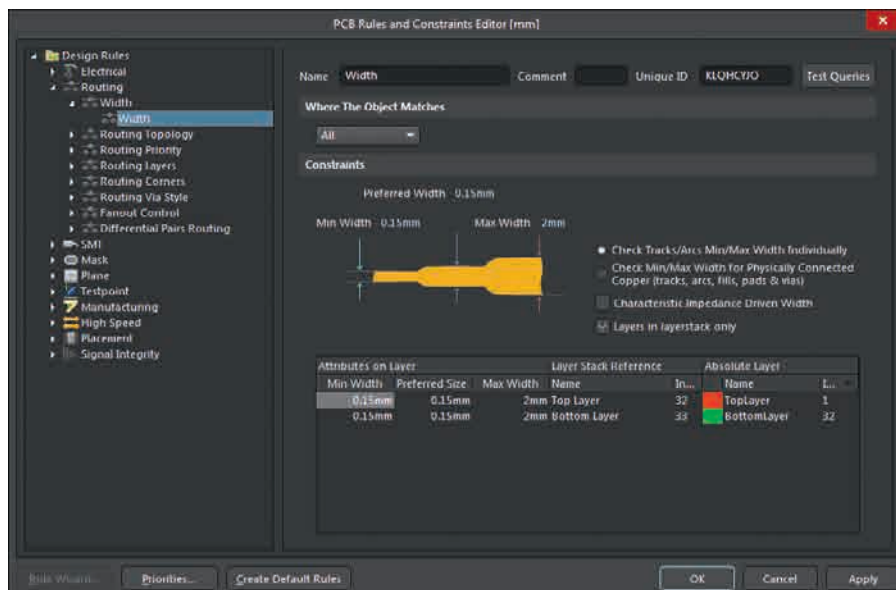 PCB Rules and Constraints Editor [mm]
Design Rules
Electrical
Routing
Width
Width
Routing Topology
Routing Priority
Routing Layers
Routing Corners
Routing Via Style
Fanout Control
Differential Pairs Routing
SMT
Mask
Plane
Testpoint
Manufacturing
High Speed
Placement
Signal Integrity
Name Width Comment Unique ID KLQHCYJO Test Queries
Where The Object Matches
All
Constraints
Preferred Width 0.15mm
Min Width 0.15mm Max Width 2mm
Check Tracks/Arcs Min/Max Width Individually
Check Min/Max Width for Physically Connected
Copper (tracks, arcs, fills, pads & vias)
Characteristic Impedance Driven Width
Layers in layerstack only
Attributes on Layer Layer Stack Reference Absolute Layer
Min Width Preferred Size Max Width Name In... Name I...
0.15mm 0.15mm 2mm Top Layer 32 TopLayer 1
0.15mm 0.15mm 2mm Bottom Layer 33 BottomLayer 32
Rule Wizard... Priorities... Create Default Rules OK Cancel Apply